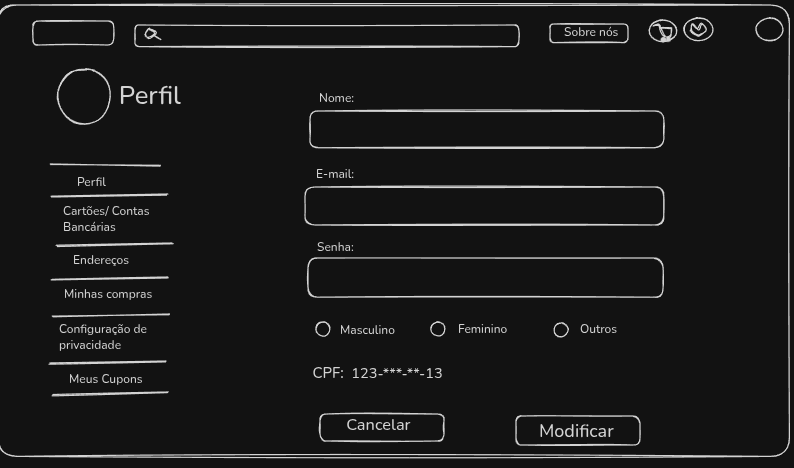 Sobre nós
Perfil
Perfil
Cartões/ Contas
Bancárias
Endereços
Minhas compras
Configuração de
privacidade
Meus Cupons
Nome:
E-mail:
Senha:
Masculino Feminino Outros
CPF: 123-***-**-13
Cancelar Modificar